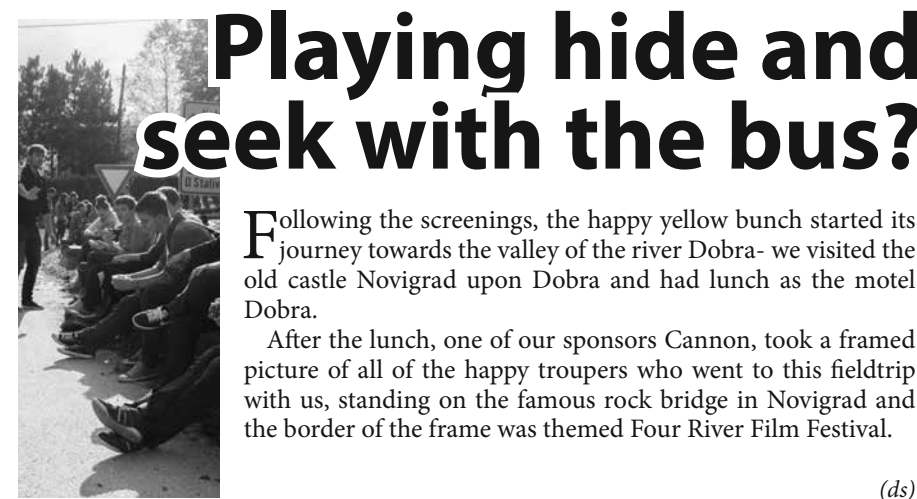 Playing hide and
seek with the bus?
D. Stativ
Following the screenings, the happy yellow bunch started its
journey towards the valley of the river Dobra- we visited the
old castle Novigrad upon Dobra and had lunch as the motel
Dobra.
After the lunch, one of our sponsors Cannon, took a framed
picture of all of the happy troupers who went to this fieldtrip
with us, standing on the famous rock bridge in Novigrad and
the border of the frame was themed Four River Film Festival.
(ds)